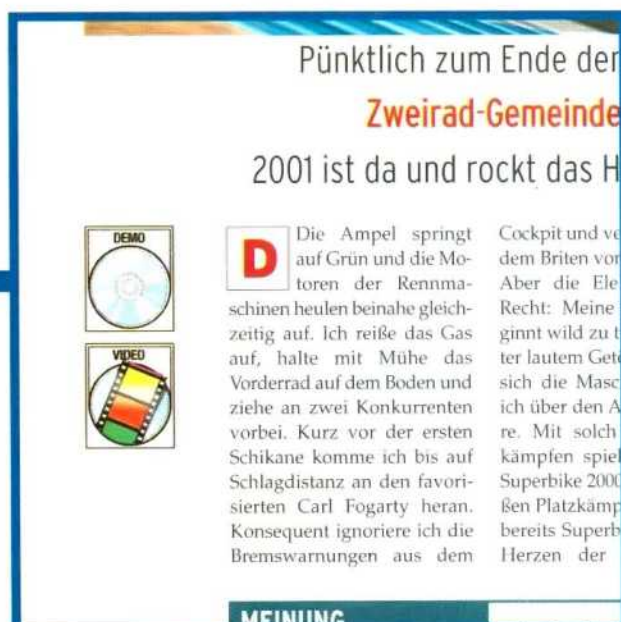 Pünktlich zum Ende der
Zweirad-Gemeinde
2001 ist da und rockt das H
DEMO
VIDEO
D
Die Ampel springt
auf Grün und die Mo-
toren der Rennma-
schinen heulen beinahe gleich-
zeitig auf. Ich reiße das Gas
auf, halte mit Mühe das
Vorderrad auf dem Boden und
ziehe an zwei Konkurrenten
vorbei. Kurz vor der ersten
Schikane komme ich bis auf
Schlagdistanz an den favori-
sierten Carl Fogarty heran.
Konsequent ignoriere ich die
Bremswarnungen aus dem
Cockpit und ve
dem Briten vor
Aber die Ele
Recht: Meine
ginnt wild zu t
ter lautem Get
sich die Masc
ich über den A
re. Mit solch
kämpfen spiel
Superbike 2000
ßen Platzkämp
bereits Superb
Herzen der
MEINUNG